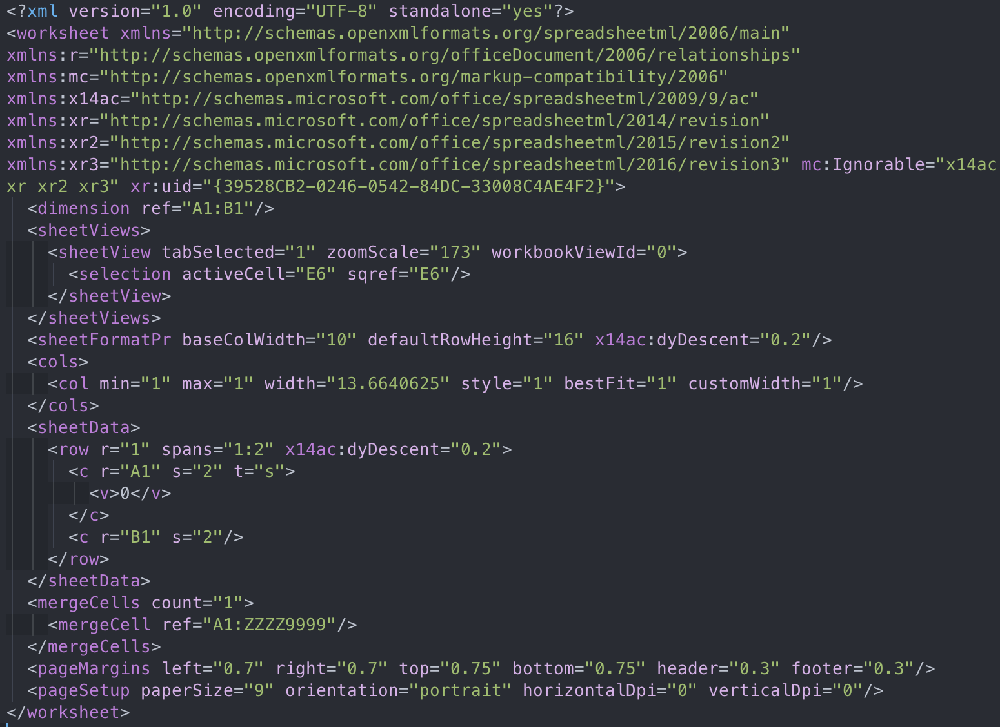 <?xml version="1.0" encoding="UTF-8" standalone="yes"?>
<worksheet xmlns="http://schemas.openxmlformats.org/spreadsheetml/2006/main"
xmlns:r="http://schemas.openxmlformats.org/officeDocument/2006/relationships"
xmlns:mc="http://schemas.openxmlformats.org/markup-compatibility/2006"
xmlns:x14ac="http://schemas.microsoft.com/office/spreadsheetml/2009/9/ac"
xmlns:xr="http://schemas.microsoft.com/office/spreadsheetml/2014/revision"
xmlns:xr2="http://schemas.microsoft.com/office/spreadsheetml/2015/revision2"
xmlns:xr3="http://schemas.microsoft.com/office/spreadsheetml/2016/revision3" mc:Ignorable="x14ac
xr xr2 xr3" xr:uid="{39528CB2-0246-0542-84DC-33008C4AE4F2}">
  <dimension ref="A1:B1"/>
  <sheetViews>
    <sheetView tabSelected="1" zoomScale="173" workbookViewId="0">
      <selection activeCell="E6" sqref="E6"/>
    </sheetView>
  </sheetViews>
  <sheetFormatPr baseColWidth="10" defaultRowHeight="16" x14ac:dyDescent="0.2"/>
  <cols>
    <col min="1" max="1" width="13.6640625" style="1" bestFit="1" customWidth="1"/>
  </cols>
  <sheetData>
    <row r="1" spans="1:2" x14ac:dyDescent="0.2">
      <c r="A1" s="2" t="s">
        <v>0</v>
      </c>
      <c r="B1" s="2"/>
    </row>
  </sheetData>
  <mergeCells count="1">
    <mergeCell ref="A1:ZZZZ9999"/>
  </mergeCells>
  <pageMargins left="0.7" right="0.7" top="0.75" bottom="0.75" header="0.3" footer="0.3"/>
  <pageSetup paperSize="9" orientation="portrait" horizontalDpi="0" verticalDpi="0"/>
</worksheet>